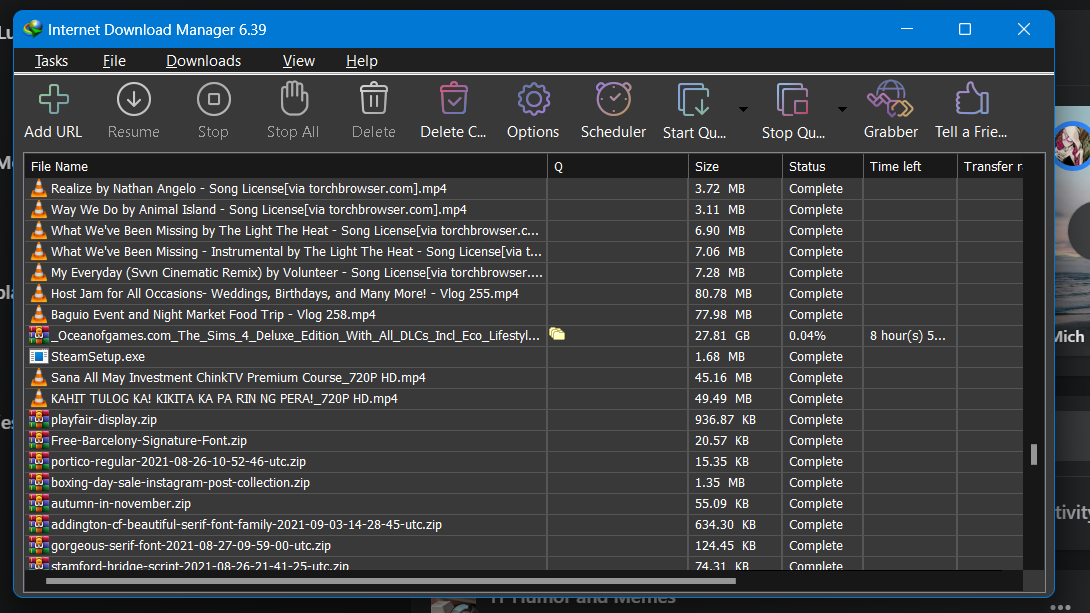 Internet Download Manager 6.39
Tasks File Downloads View Help
Add URL Resume Stop Stop All Delete Delete C... Options Scheduler Start Qu... Stop Qu... Grabber Tell a Frie...
File Name Q Size Status Time left Transfer r
Realize by Nathan Angelo - Song License[via torchbrowser.com].mp4 3.72 MB Complete
Way We Do by Animal Island - Song License[via torchbrowser.com].mp4 3.11 MB Complete
What We've Been Missing by The Light The Heat - Song License[via torchbrowser.c... 6.90 MB Complete
What We've Been Missing - Instrumental by The Light The Heat - Song License[via t... 7.06 MB Complete
My Everyday (Svvn Cinematic Remix) by Volunteer - Song License[via torchbrowser.... 7.28 MB Complete
Host Jam for All Occasions- Weddings, Birthdays, and Many More! - Vlog 255.mp4 80.78 MB Complete
Baguio Event and Night Market Food Trip - Vlog 258.mp4 77.98 MB Complete
_Oceanofgames.com_The_Sims_4_Deluxe_Edition_With_All_DLCs_Incl_Eco_Lifestyl... 27.81 GB 0.04% 8 hour(s) 5...
Mich
SteamSetup.exe 1.68 MB Complete
Sana All May Investment ChinkTV Premium Course_720P HD.mp4 45.16 MB Complete
KAHIT TULOG KA! KIKITA KA PA RIN NG PERA!_720P HD.mp4 49.49 MB Complete
playfair-display.zip 936.87 KB Complete
Free-Barcelony-Signature-Font.zip 20.57 KB Complete
portico-regular-2021-08-26-10-52-46-utc.zip 15.35 KB Complete
boxing-day-sale-instagram-post-collection.zip 1.35 MB Complete
autumn-in-november.zip 55.09 KB Complete
tivity
addington-cf-beautiful-serif-font-family-2021-09-03-14-28-45-utc.zip 634.30 KB Complete
gorgeous-serif-font-2021-08-27-09-59-00-utc.zip 124.45 KB Complete
stamford-bridge-script-2021-08-26-21-41-25-utc.zip 74.31 KB Complete
IT Humor and Memes